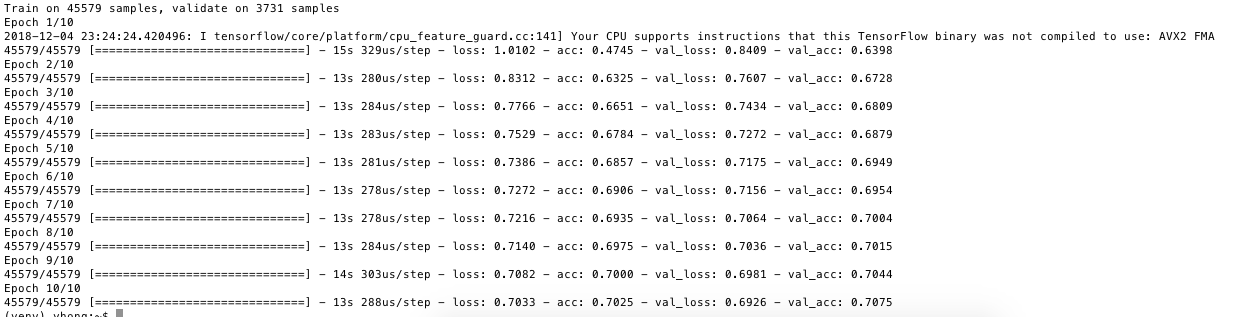 Train on 45579 samples, validate on 3731 samples
Epoch 1/10
2018-12-04 23:24:24.420496: I tensorflow/core/platform/cpu_feature_guard.cc:141] Your CPU supports instructions that this TensorFlow binary was not compiled to use: AVX2 FMA
45579/45579 [==============================] - 15s 329us/step - loss: 1.0102 - acc: 0.4745 - val_loss: 0.8409 - val_acc: 0.6398
Epoch 2/10
45579/45579 [==============================] - 13s 280us/step - loss: 0.8312 - acc: 0.6325 - val_loss: 0.7607 - val_acc: 0.6728
Epoch 3/10
45579/45579 [==============================] - 13s 284us/step - loss: 0.7766 - acc: 0.6651 - val_loss: 0.7434 - val_acc: 0.6809
Epoch 4/10
45579/45579 [==============================] - 13s 283us/step - loss: 0.7529 - acc: 0.6784 - val_loss: 0.7272 - val_acc: 0.6879
Epoch 5/10
45579/45579 [==============================] - 13s 281us/step - loss: 0.7386 - acc: 0.6857 - val_loss: 0.7175 - val_acc: 0.6949
Epoch 6/10
45579/45579 [==============================] - 13s 278us/step - loss: 0.7272 - acc: 0.6906 - val_loss: 0.7156 - val_acc: 0.6954
Epoch 7/10
45579/45579 [==============================] - 13s 278us/step - loss: 0.7216 - acc: 0.6935 - val_loss: 0.7064 - val_acc: 0.7004
Epoch 8/10
45579/45579 [==============================] - 13s 284us/step - loss: 0.7140 - acc: 0.6975 - val_loss: 0.7036 - val_acc: 0.7015
Epoch 9/10
45579/45579 [==============================] - 14s 303us/step - loss: 0.7082 - acc: 0.7000 - val_loss: 0.6981 - val_acc: 0.7044
Epoch 10/10
45579/45579 [==============================] - 13s 288us/step - loss: 0.7033 - acc: 0.7025 - val_loss: 0.6926 - val_acc: 0.7075